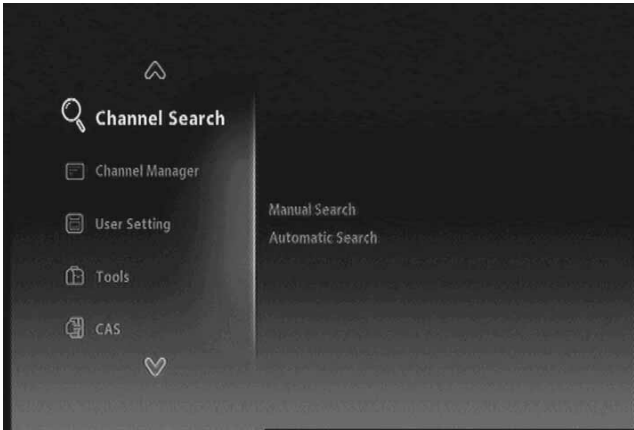 Channel Search
Channel Manager
User Setting
Tools
CAS
Manual Search
Automatic Search